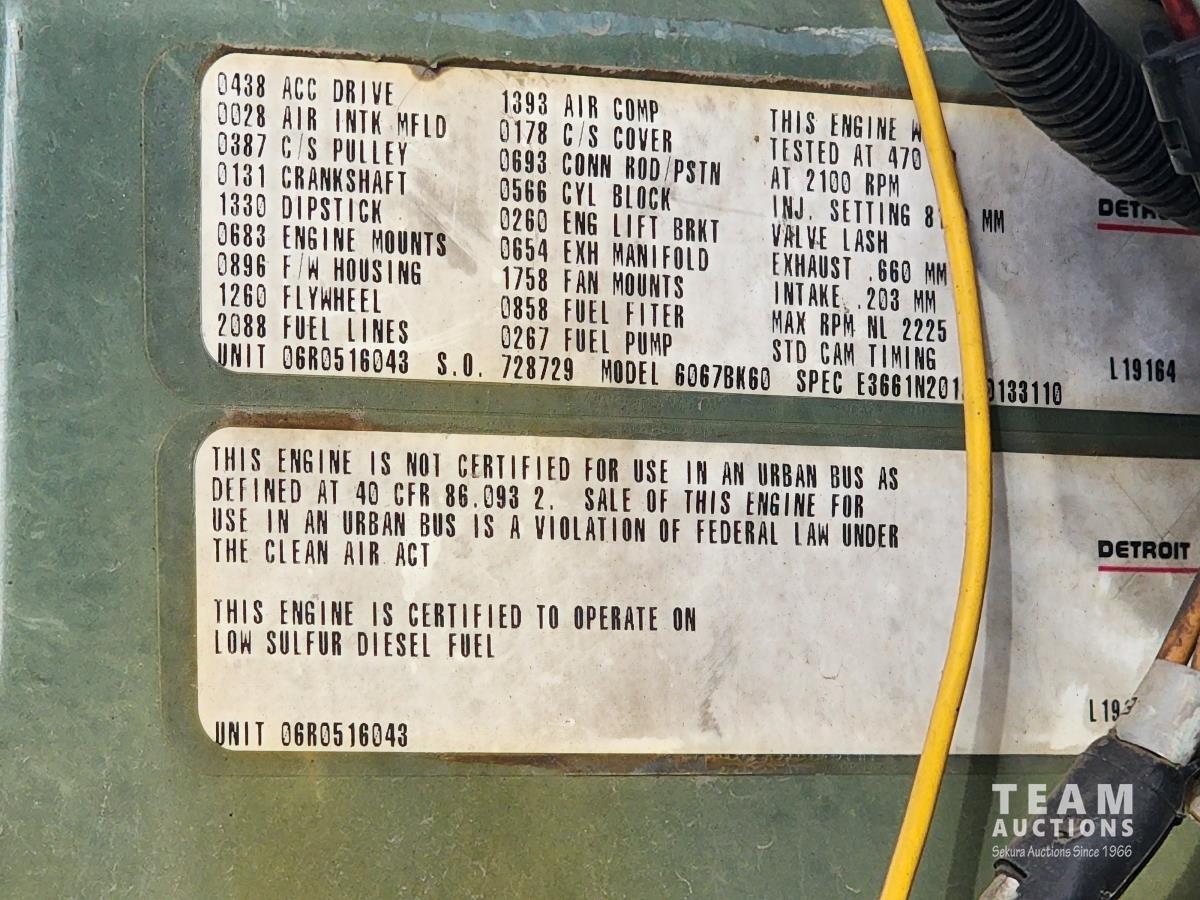 0438 ACC DRIVE
0028 AIR INTK MFLD
0387 C/S PULLEY
0131 CRANKSHAFT
1330 DIPSTICK
0683 ENGINE MOUNTS
0896 F/W HOUSING
1260 FLYWHEEL
2088 FUEL LINES
1393 AIR COMP
0178 C/S COVER
0693 CONN ROD/PSTN
0566 CYL BLOCK
0260 ENG LIFT BRKT
0654 EXH MANIFOLD
1758 FAN MOUNTS
0858 FUEL FITER
0267 FUEL PUMP
THIS ENGINE
TESTED AT 470
AT 2100 RPM
INJ. SETTING MM
VALVE LASH
EXHAUST .660 MM
INTAKE .203 MM
MAX RPM NL 2225
STD CAM TIMING
UNIT 06R0516043 S.O. 728729 MODEL 6067BK60 SPEC
L19164
THIS ENGINE IS NOT CERTIFIED FOR USE IN AN URBAN BUS AS
DEFINED AT 40 CFR 86.093 2. SALE OF THIS ENGINE FOR
USE IN AN URBAN BUS IS A VIOLATION OF FEDERAL LAW UNDER
THE CLEAN AIR ACT
DETROIT
THIS ENGINE IS CERTIFIED TO OPERATE ON
LOW SULFUR DIESEL FUEL
UNIT 06R0516043
TEAM
AUCTIONS
Sekura Auctions Since 1966